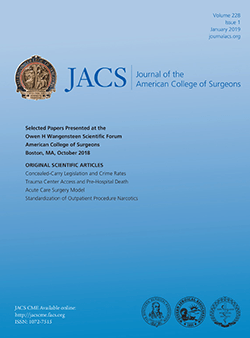 Volume 228
Issue 1
January 2019
journalacs.org
JACS
Journal of the
American College of Surgeons
Selected Papers Presented at the
Owen H Wangensteen Scientific Forum
American College of Surgeons
Boston, MA, October 2018
ORIGINAL SCIENTIFIC ARTICLES
Concealed-Carry Legislation and Crime Rates
Trauma Center Access and Pre-Hospital Death
Acute Care Surgery Model
Standardization of Outpatient Procedure Narcotics
JACS CME Available online:
http://jacscme.facs.org
ISSN: 1072-7515